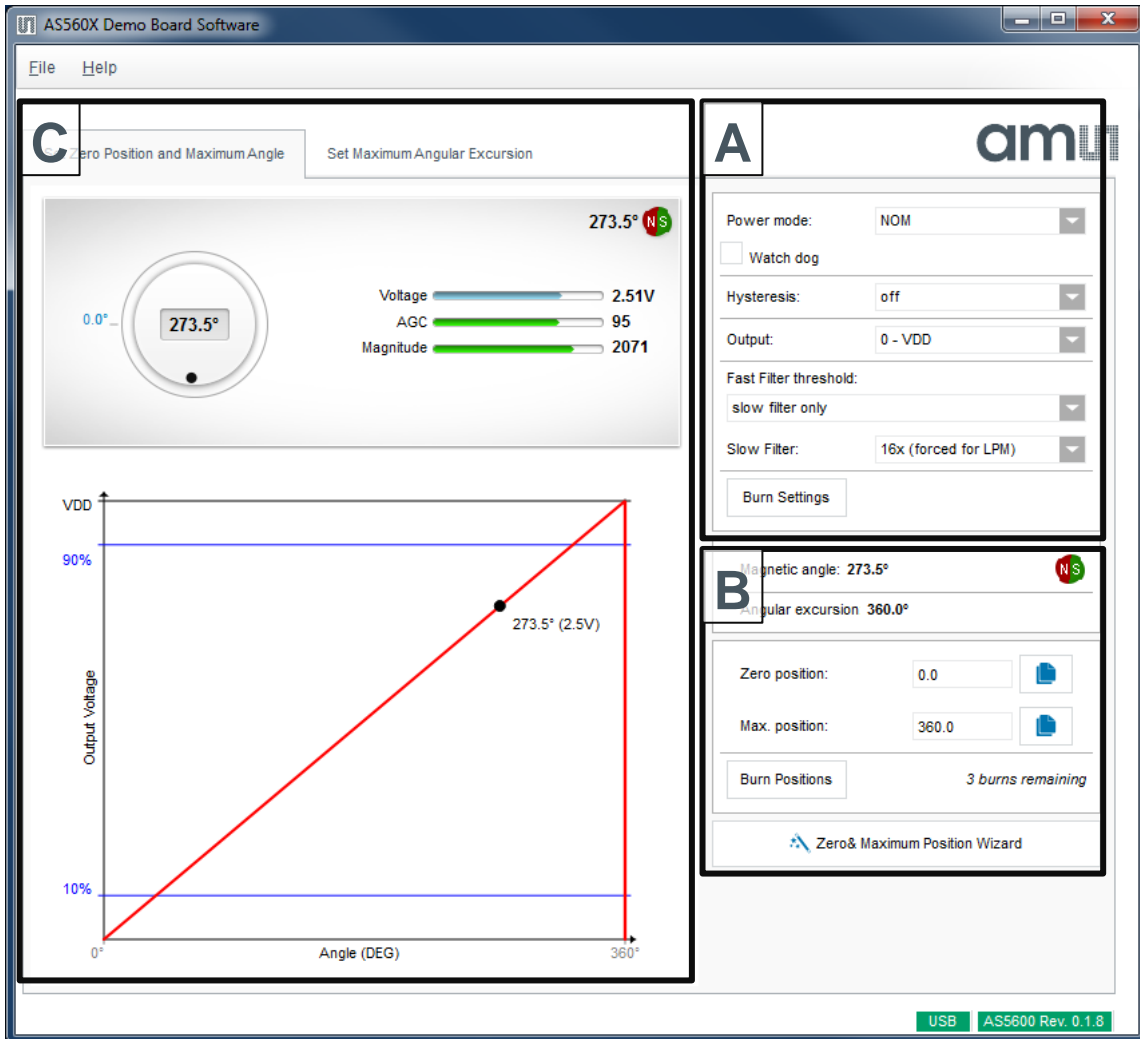 AS560X Demo Board Software
File Help
C
Zero Position and Maximum Angle
Set Maximum Angular Excursion
273.5° N S
0.0°
273.5°
Voltage 2.51V
AGC 95
Magnitude 2071
VDD
90%
273.5° (2.5V)
Output Voltage
10%
0°
Angle (DEG)
360°
A
amu
Power mode: NOM
Watch dog
Hysteresis: off
Output: 0 - VDD
Fast Filter threshold:
slow filter only
Slow Filter: 16x (forced for LPM)
Burn Settings
B
Magnetic angle: 273.5° N S
Angular excursion 360.0°
Zero position: 0.0
Max. position: 360.0
Burn Positions 3 burns remaining
Zero& Maximum Position Wizard
USB AS5600 Rev. 0.1.8